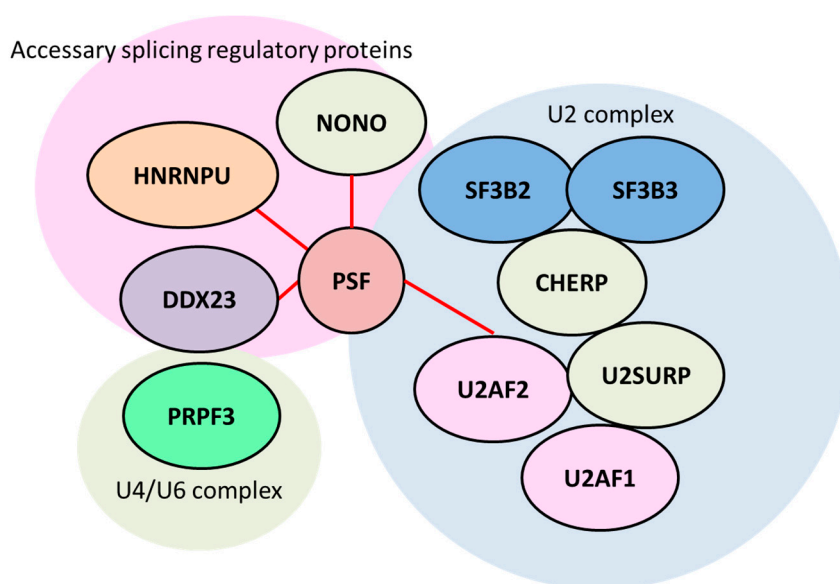 Accessary splicing regulatory proteins
NONO
HNRNPU
U2 complex
SF3B2
SF3B3
PSF
CHERP
DDX23
U2AF2
U2SURP
PRPF3
U2AF1
U4/U6 complex